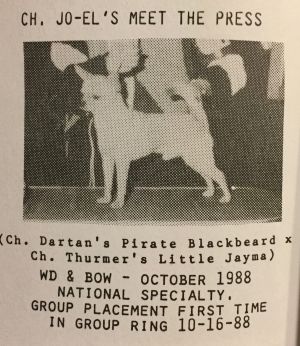 CH. JO-EL'S MEET THE PRESS
(Ch. Dartan's Pirate Blackbeard x
Ch. Thurmer's Little Jayma)
WD & BOW - OCTOBER 1988
NATIONAL SPECIALTY.
GROUP PLACEMENT FIRST TIME
IN GROUP RING 10-16-88